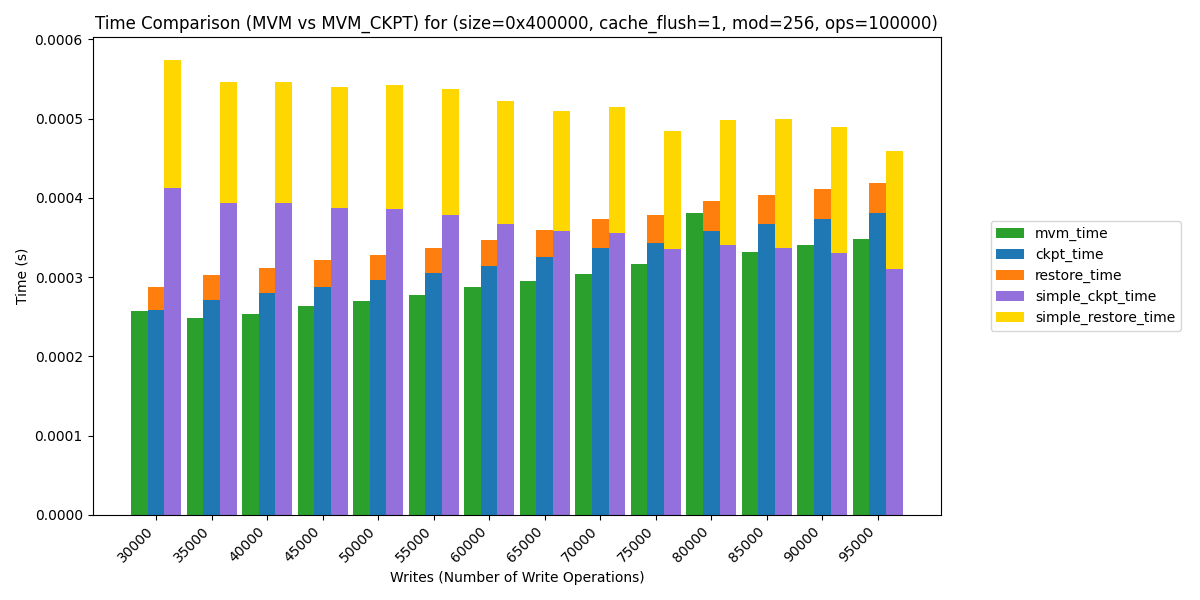 Time Comparison (MVM vs MVM_CKPT) for (size=0x400000, cache_flush=1, mod=256, ops=100000)
Time (s)
0.0006
0.0005
0.0004
0.0003
0.0002
0.0001
0.0000
30000
35000
40000
45000
50000
55000
60000
65000
70000
75000
80000
85000
90000
95000
Writes (Number of Write Operations)
mvm_time
ckpt_time
restore_time
simple_ckpt_time
simple_restore_time